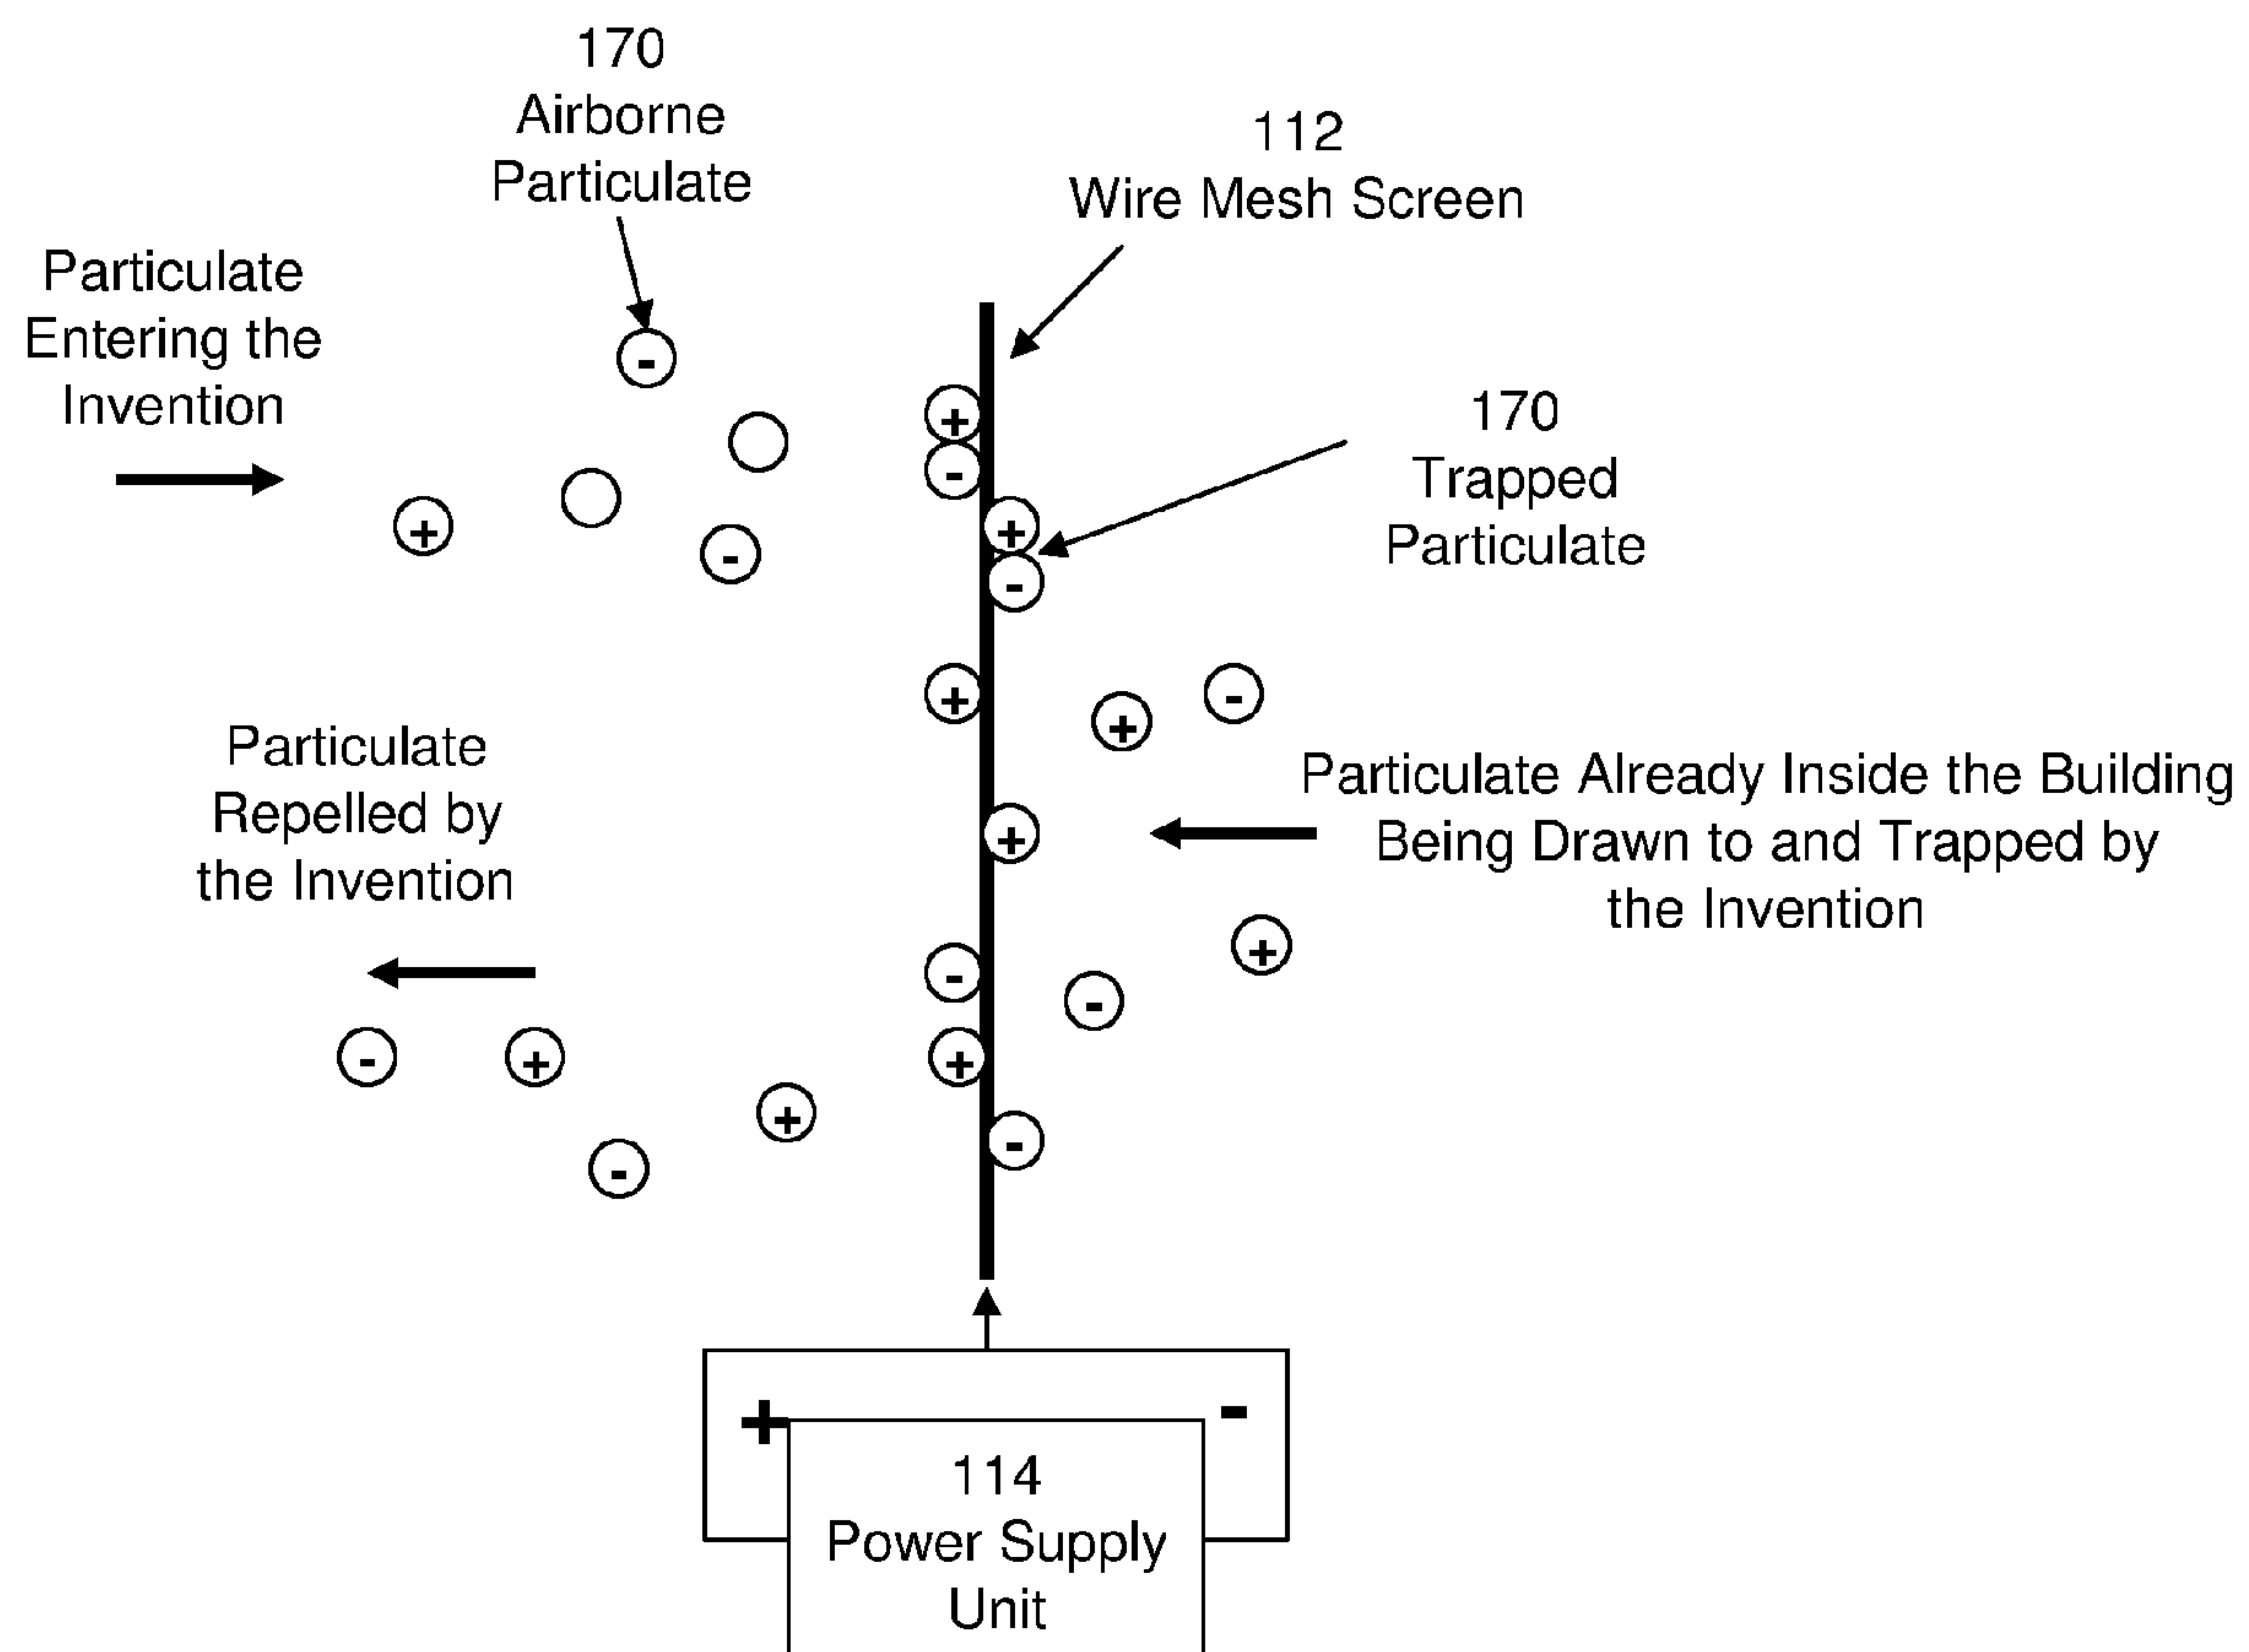 170
Airborne
Particulate
112
Wire Mesh Screen
Particulate
Entering the
Invention
170
Trapped
Particulate
-
+
-
+
-
+
-
+
-
+
-
Particulate
Repelled by
the Invention
Particulate Already Inside the Building
Being Drawn to and Trapped by
the Invention
+
+
-
-
-
+
+
-
+
-
-
+
-
114
Power Supply
Unit